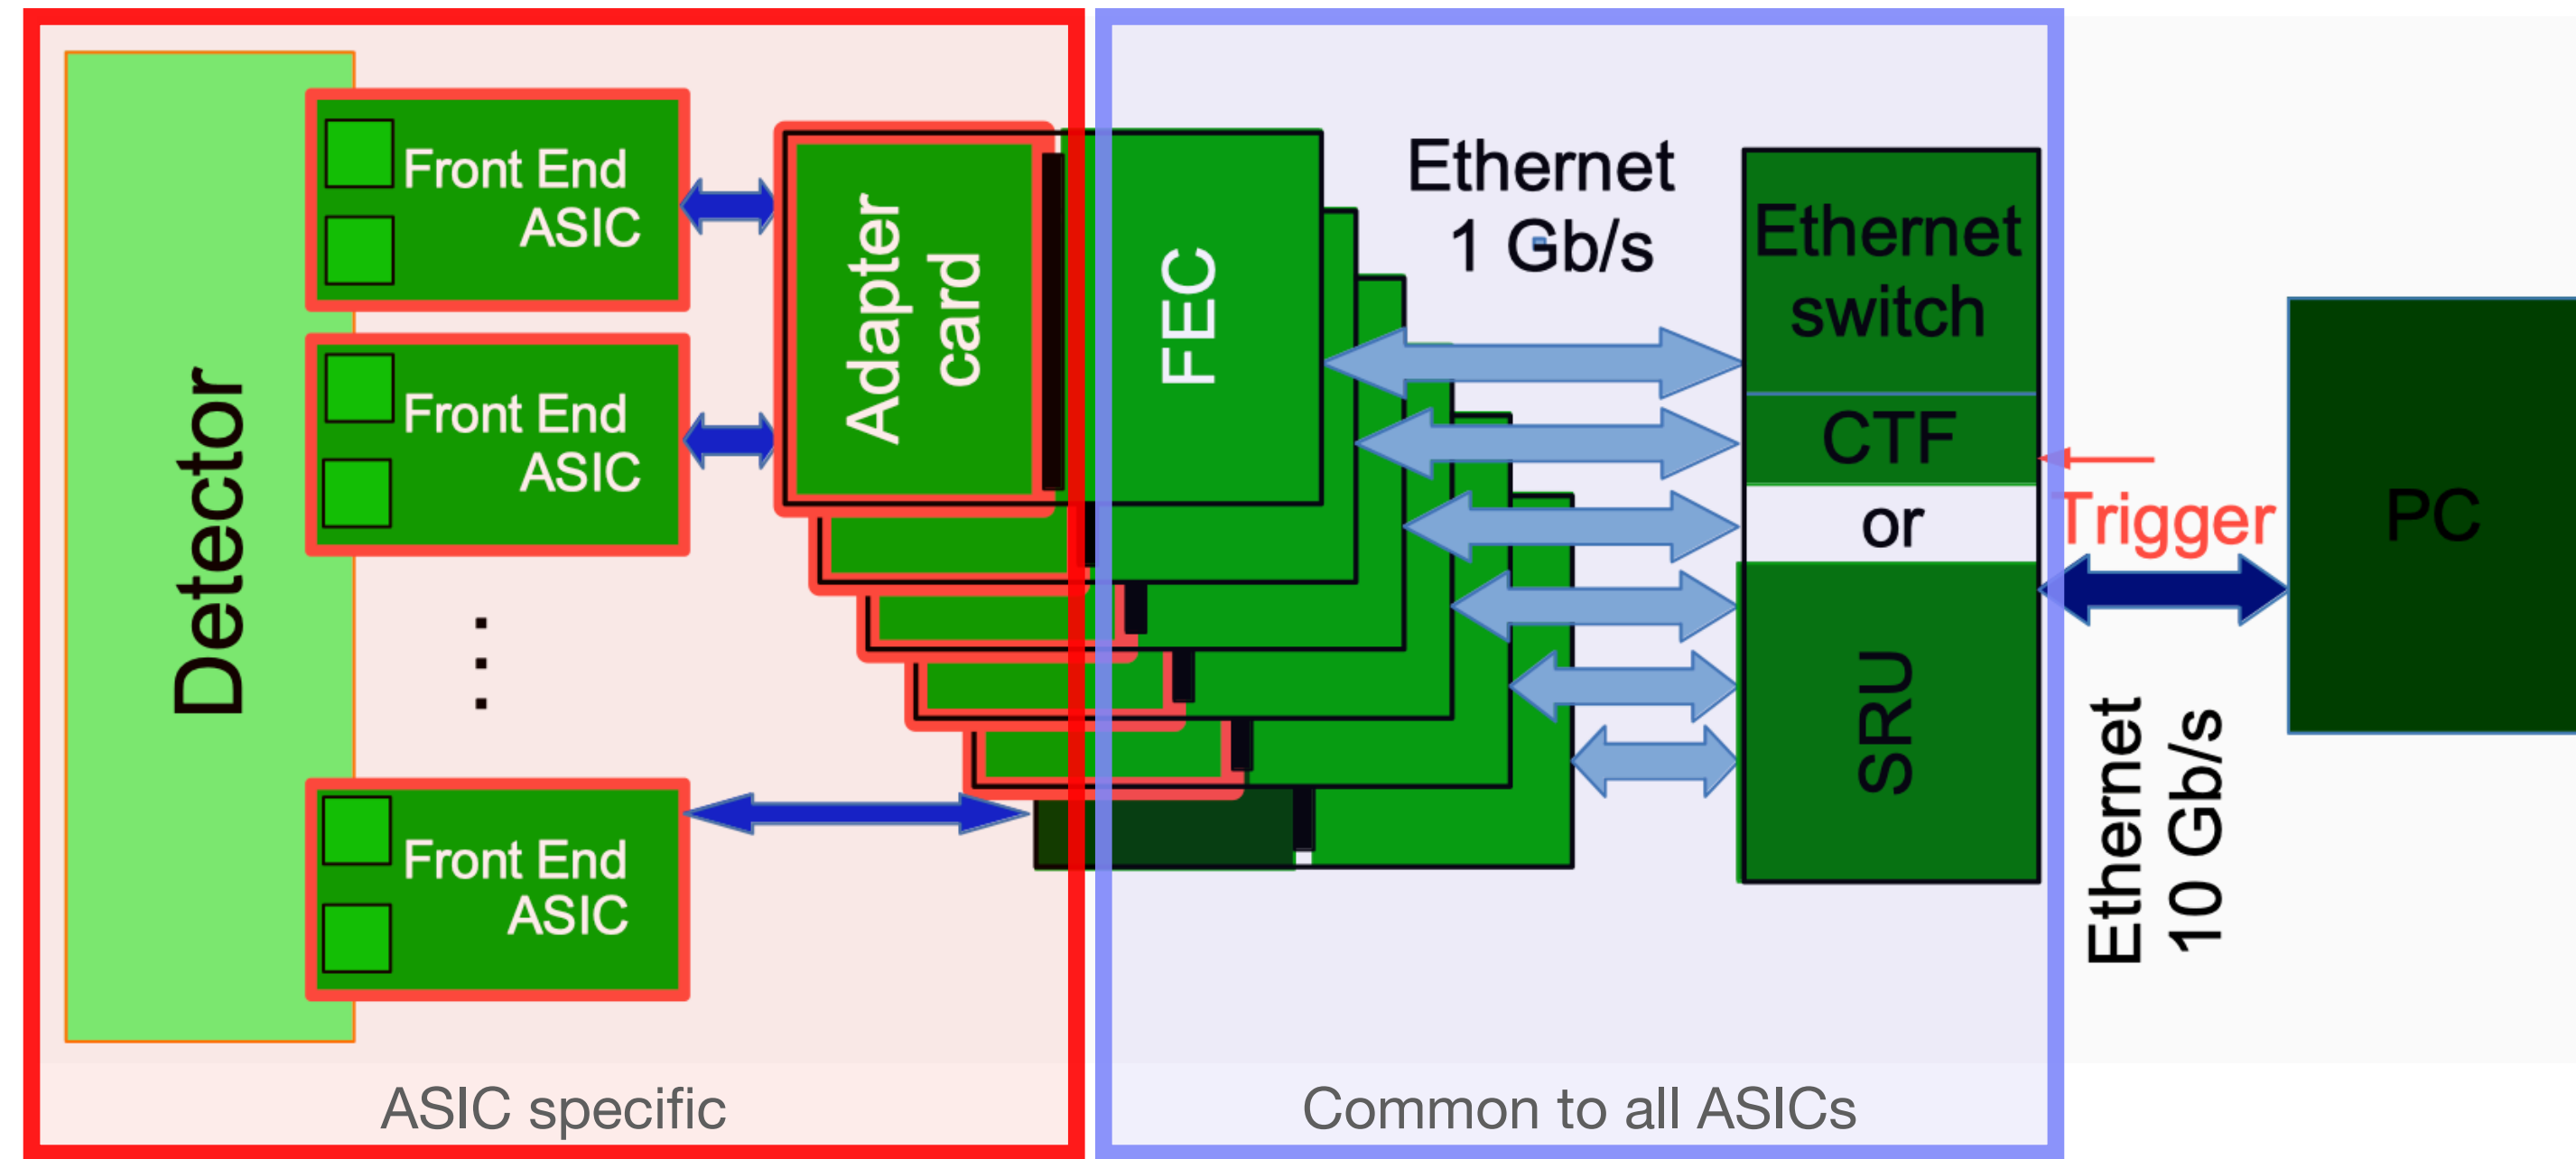 Detector
Front End
ASIC
Front End
ASIC
Front End
ASIC
Adapter
card
FEC
Ethernet
1 Gb/s
Ethernet
switch
CTF
or
SRU
Trigger
Ethernet
10 Gb/s
PC
ASIC specific
Common to all ASICs